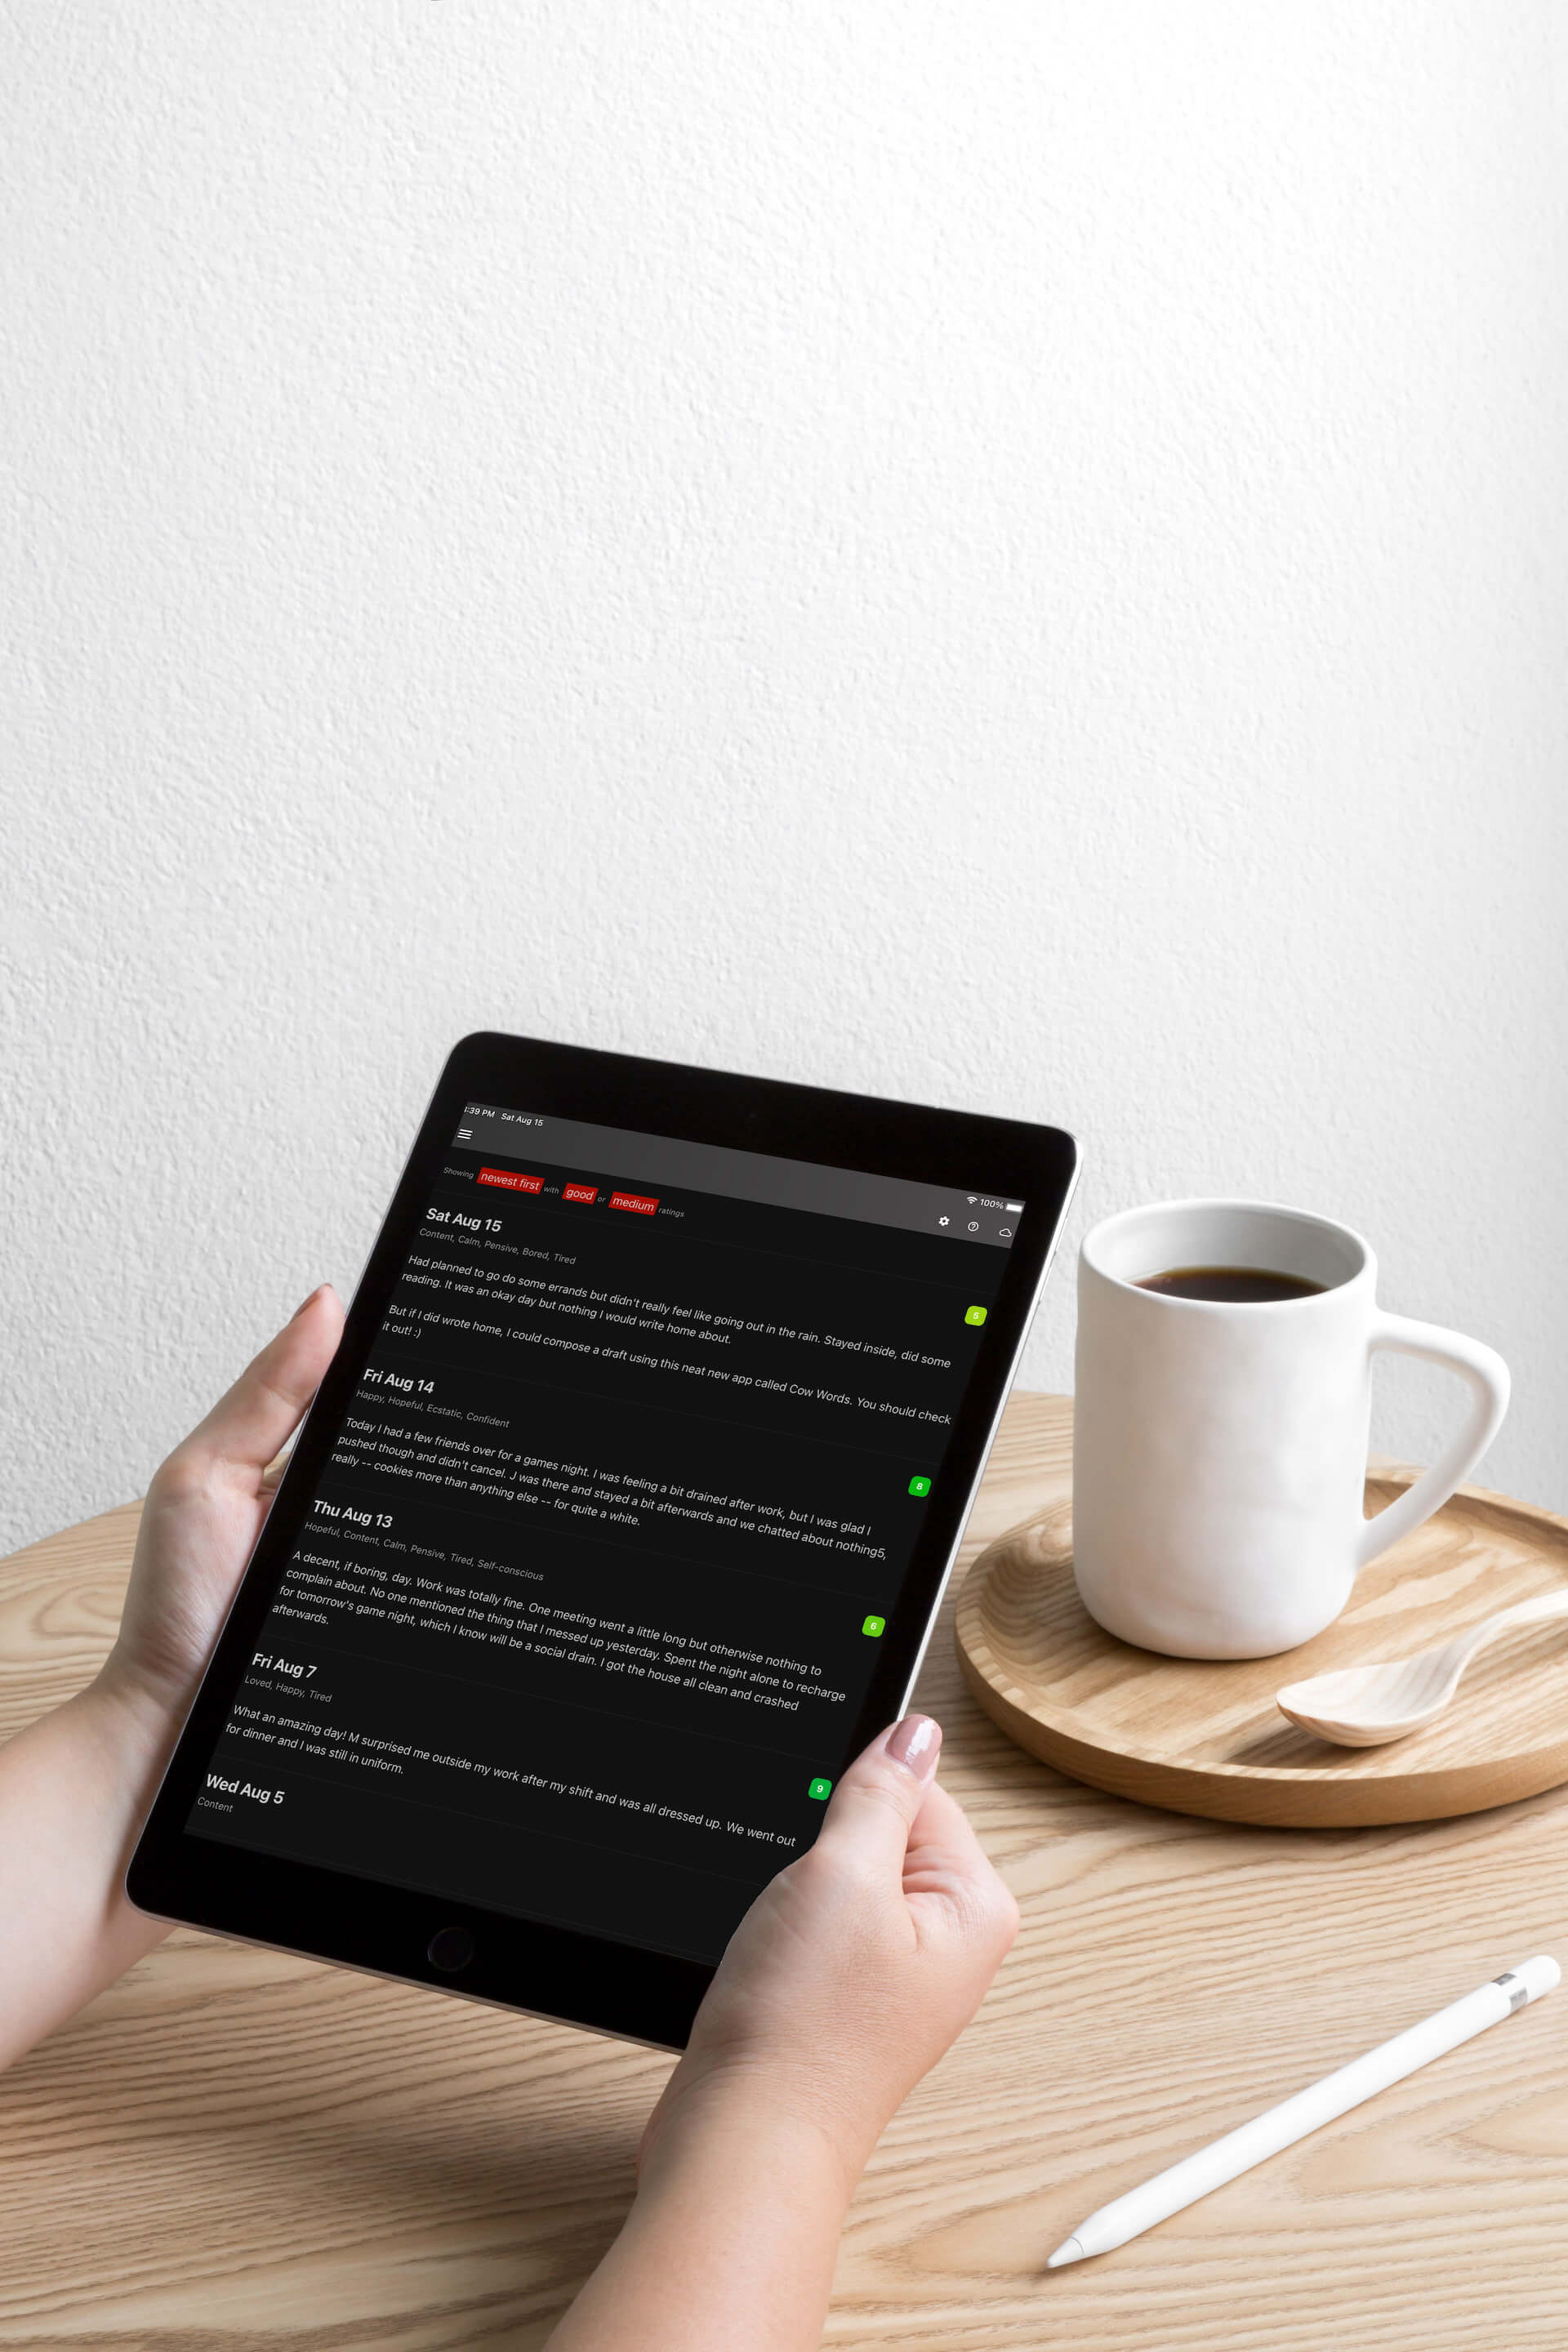 :39 PM Sat Aug 15
100%
Showing newest first with good or medium ratings
Sat Aug 15
Content, Calm, Pensive, Bored, Tired
Had planned to go do some errands but didn't really feel like going out in the rain. Stayed inside, did some
reading. It was an okay day but nothing I would write home about.
But if I did wrote home, I could compose a draft using this neat new app called Cow Words. You should check
it out! :)
Fri Aug 14
8
Happy, Hopeful, Ecstatic, Confident
Today I had a few friends over for a games night. I was feeling a bit drained after work, but I was glad I
pushed though and didn't cancel. J was there and stayed a bit afterwards and we chatted about nothing5,
really -- cookies more than anything else -- for quite a white.
Thu Aug 13
6
Hopeful, Content, Calm, Pensive, Tired, Self-conscious
A decent, if boring, day. Work was totally fine. One meeting went a little long but otherwise nothing to
complain about. No one mentioned the thing that I messed up yesterday. Spent the night alone to recharge
for tomorrow's game night, which I know will be a social drain. I got the house all clean and crashed
afterwards.
Fri Aug 7
9
Loved, Happy, Tired
What an amazing day! M surprised me outside my work after my shift and was all dressed up. We went out
for dinner and I was still in uniform.
Wed Aug 5
Content